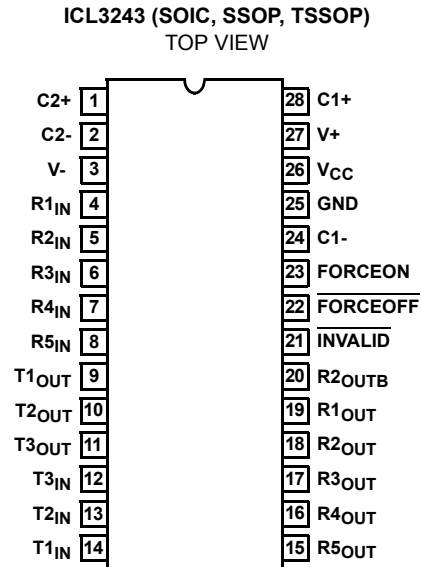 ICL3243 (SOIC, SSOP, TSSOP)
TOP VIEW
C2+ 1 28 C1+
C2- 2 27 V+
V- 3 26 VCC
R1IN 4 25 GND
R2IN 5 24 C1-
R3IN 6 23 FORCEON
R4IN 7 22 FORCEOFF
R5IN 8 21 INVALID
T1OUT 9 20 R2OUTB
T2OUT 10 19 R1OUT
T3OUT 11 18 R2OUT
T3IN 12 17 R3OUT
T2IN 13 16 R4OUT
T1IN 14 15 R5OUT